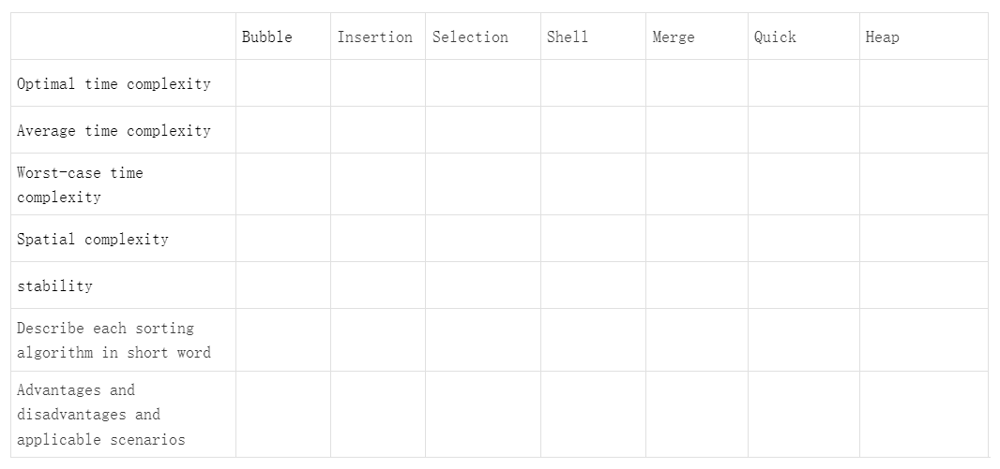 Bubble Insertion Selection Shell Merge Quick Heap
Optimal time complexity
Average time complexity
Worst-case time
complexity
Spatial complexity
stability
Describe each sorting
algorithm in short word
Advantages and
disadvantages and
applicable scenarios